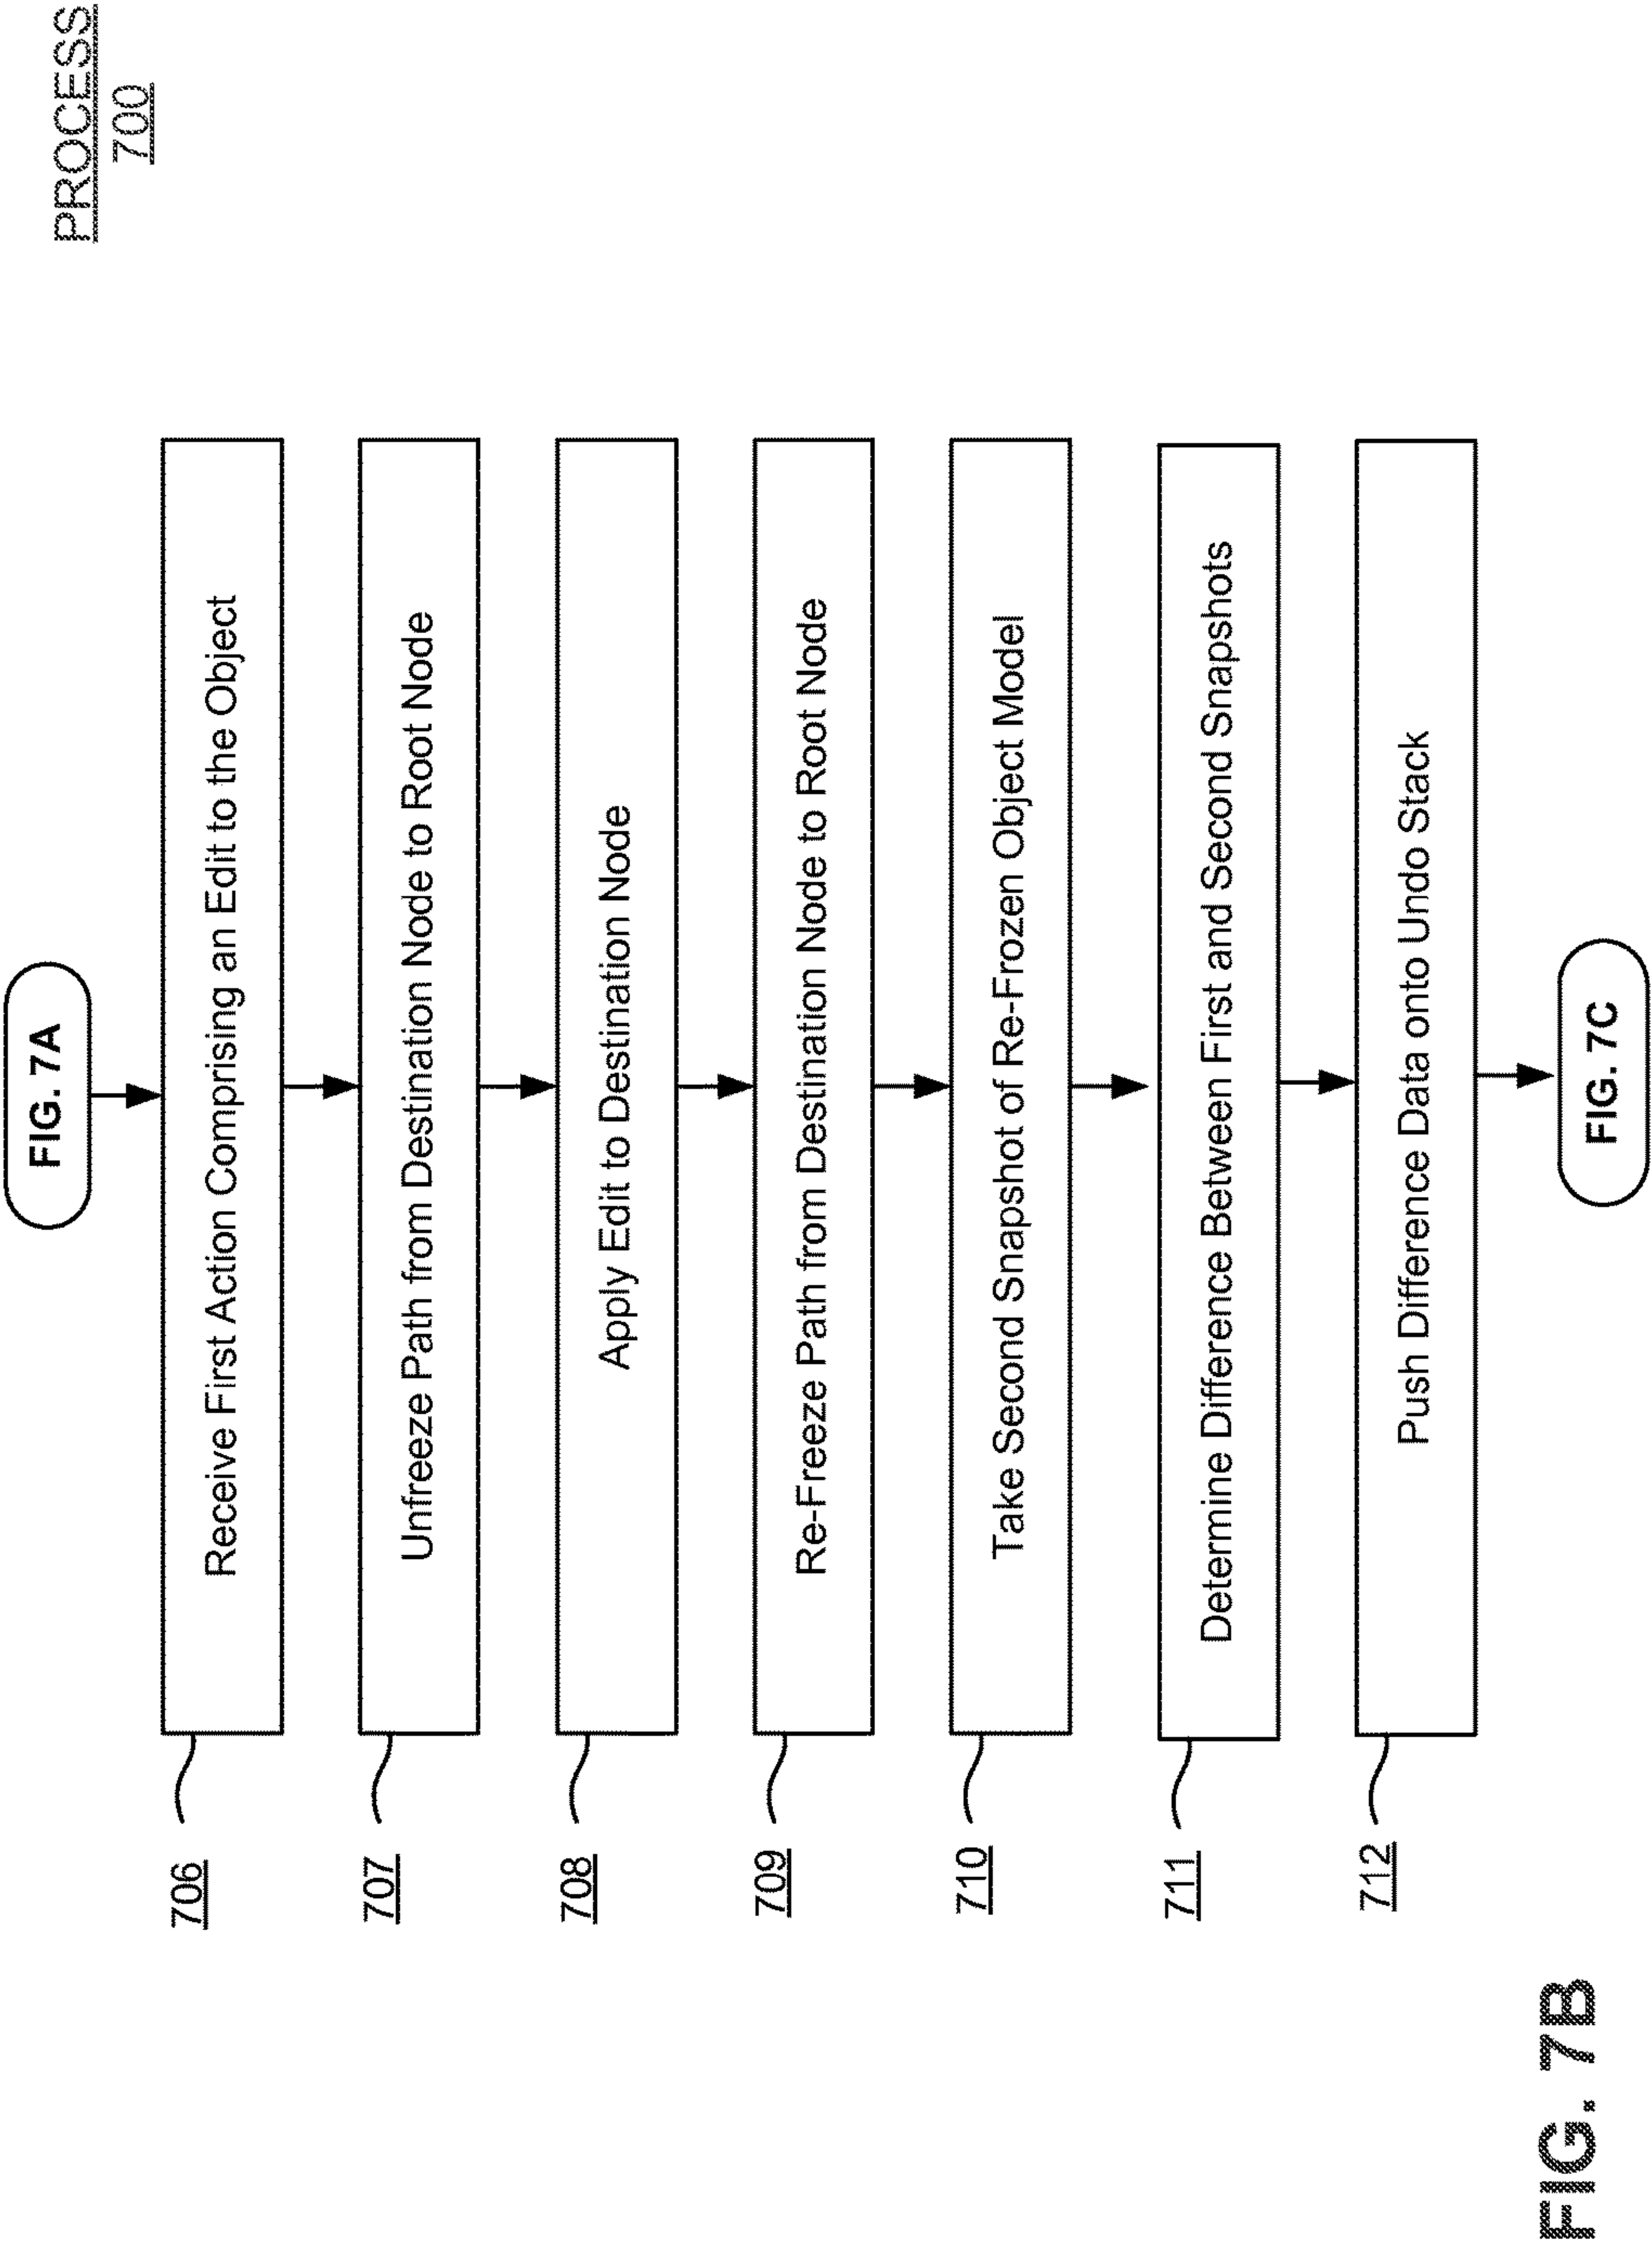 PROCESS
700
FIG. 7A
706
Receive First Action Comprising an Edit to the Object
707
Unfreeze Path from Destination Node to Root Node
708
Apply Edit to Destination Node
709
Re-Freeze Path from Destination Node to Root Node
710
Take Second Snapshot of Re-Frozen Object Model
711
Determine Difference Between First and Second Snapshots
712
Push Difference Data onto Undo Stack
FIG. 7C
FIG. 7B